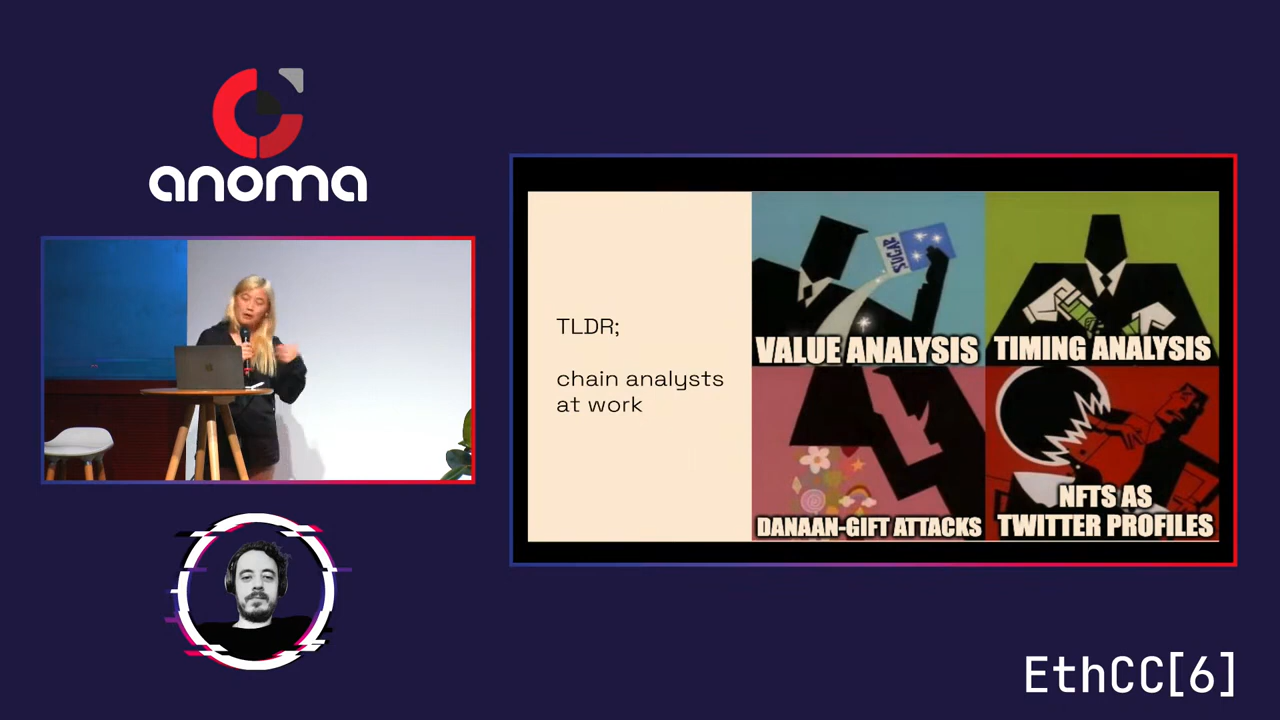 anoma
TLDR;
chain analysts
at work
SUGAR
VALUE ANALYSIS
TIMING ANALYSIS
DANAAN-GIFT ATTACKS
NFTS AS
TWITTER PROFILES
EthCC[6]